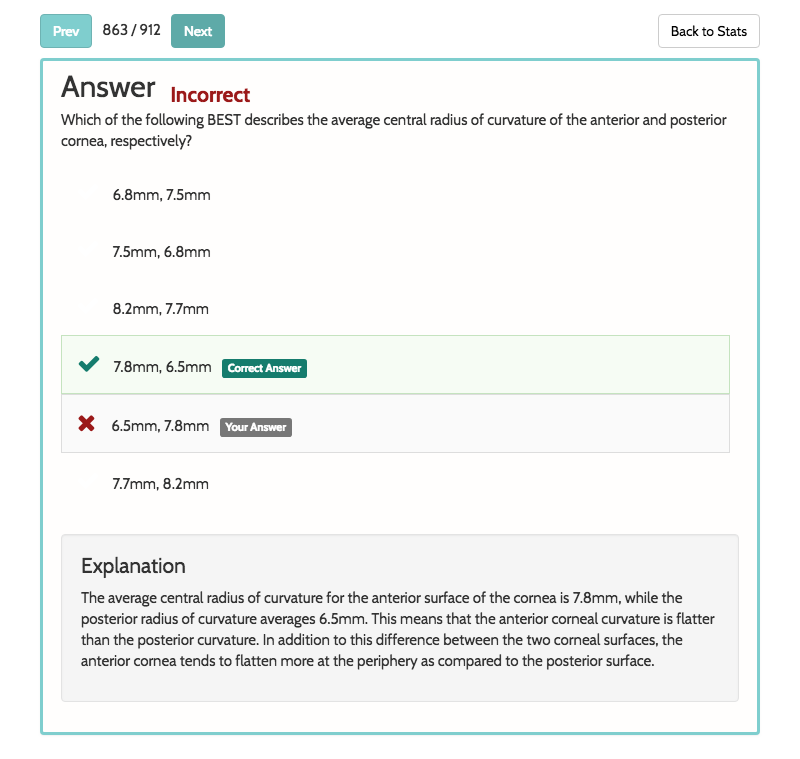 Prev 863 / 912 Next Back to Stats
Answer Incorrect
Which of the following BEST describes the average central radius of curvature of the anterior and posterior
cornea, respectively?
6.8mm, 7.5mm
7.5mm, 6.8mm
8.2mm, 7.7mm
7.8mm, 6.5mm Correct Answer
6.5mm, 7.8mm Your Answer
7.7mm, 8.2mm
Explanation
The average central radius of curvature for the anterior surface of the cornea is 7.8mm, while the
posterior radius of curvature averages 6.5mm. This means that the anterior corneal curvature is flatter
than the posterior curvature. In addition to this difference between the two corneal surfaces, the
anterior cornea tends to flatten more at the periphery as compared to the posterior surface.